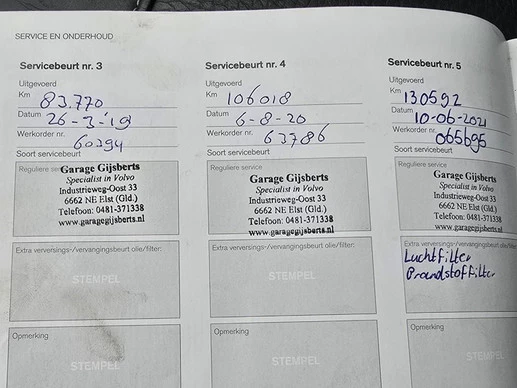 SERVICE EN ONDERHOUD
Servicebeurt nr. 3
Uitgevoerd
Km 83.770
Datum 26-3-'19
Werkorder nr. 60394
Soort servicebeurt
Reguliere service
Garage Gijsberts
Specialist in Volvo
Industrieweg-Oost 33
6662 NE Elst (Gld.)
Telefoon: 0481-371338
www.garagegijsberts.nl
Extra verversings-/vervangingsbeurt olie/filter:
STEMPEL
Opmerking
STEMPEL
Servicebeurt nr. 4
Uitgevoerd
Km 106018
Datum 6-8-20
Werkorder nr. 63786
Soort servicebeurt
Reguliere service
Garage Gijsberts
Specialist in Volvo
Industrieweg-Oost 33
6662 NE Elst (Gld.)
Telefoon: 0481-371338
www.garagegijsberts.nl
Extra verversings-/vervangingsbeurt olie/filter:
STEMPEL
Opmerking
STEMPEL
Servicebeurt nr. 5
Uitgevoerd
Km 130592
Datum 10-06-2021
Werkorder nr. 065695
Soort servicebeurt
Reguliere service
Garage Gijsberts
Specialist in Volvo
Industrieweg-Oost 33
6662 NE Elst (Gld.)
Telefoon: 0481-371338
www.garagegijsberts.nl
Extra verversings-/vervangingsbeurt olie/filter:
Luchtfilter
Brandstoffilter
Opmerking
STEMPEL